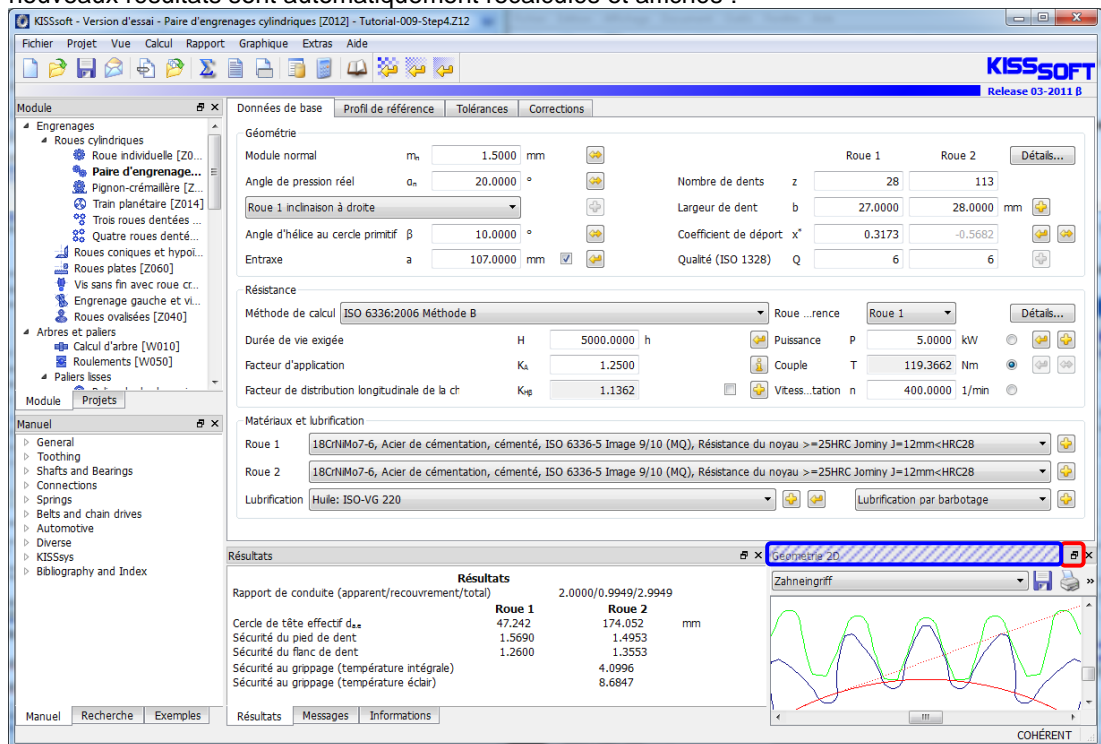 KISSsoft - Version d'essai - Paire d'engrenages cylindriques [Z012] - Tutorial-009-Step4.Z12
Fichier Projet Vue Calcul Rapport Graphique Extras Aide
KISSsoft
Release 03-2011 β
Module
Engrenages
Roues cylindriques
Roue individuelle [Z0...
Paire d'engrenage...
Pignon-crémaillère [Z...
Train planétaire [Z014]
Trois roues dentées ...
Quatre roues denté...
Roues coniques et hypoï...
Roues plates [Z060]
Vis sans fin avec roue cr...
Engrenage gauche et vi...
Roues ovalisées [Z040]
Arbres et paliers
Calcul d'arbre [W010]
Roulements [W050]
Paliers lisses
Module Projets
Manuel
General
Toothing
Shafts and Bearings
Connections
Springs
Belts and chain drives
Automotive
Diverse
KISSsys
Bibliography and Index
Manuel Recherche Exemples
Données de base Profil de référence Tolérances Corrections
Géométrie
Module normal mn 1.5000 mm Roue 1 Roue 2 Détails...
Angle de pression réel αn 20.0000 ° Nombre de dents z 28 113
Roue 1 inclinaison à droite Largeur de dent b 27.0000 28.0000 mm
Angle d'hélice au cercle primitif β 10.0000 ° Coefficient de déport x* 0.3173 -0.5682
Entraxe a 107.0000 mm Qualité (ISO 1328) Q 6 6
Résistance
Méthode de calcul ISO 6336:2006 Méthode B Roue ...rence Roue 1 Détails...
Durée de vie exigée H 5000.0000 h Puissance P 5.0000 kW
Facteur d'application KA 1.2500 Couple T 119.3662 Nm
Facteur de distribution longitudinale de la ch KHβ 1.1362 Vitess...tation n 400.0000 1/min
Matériaux et lubrification
Roue 1 18CrNiMo7-6, Acier de cémentation, cémenté, ISO 6336-5 Image 9/10 (MQ), Résistance du noyau >=25HRC Jominy J=12mm<HRC28
Roue 2 18CrNiMo7-6, Acier de cémentation, cémenté, ISO 6336-5 Image 9/10 (MQ), Résistance du noyau >=25HRC Jominy J=12mm<HRC28
Lubrification Huile: ISO-VG 220 Lubrification par barbotage
Résultats
Résultats
Rapport de conduite (apparent/recouvrement/total) 2.0000/0.9949/2.9949
Roue 1 Roue 2
Cercle de tête effectif da.e 47.242 174.052 mm
Sécurité du pied de dent 1.5690 1.4953
Sécurité du flanc de dent 1.2600 1.3553
Sécurité au grippage (température intégrale) 4.0996
Sécurité au grippage (température éclair) 8.6847
Résultats Messages Informations
Géométrie 2D
Zahneingriff
COHÉRENT